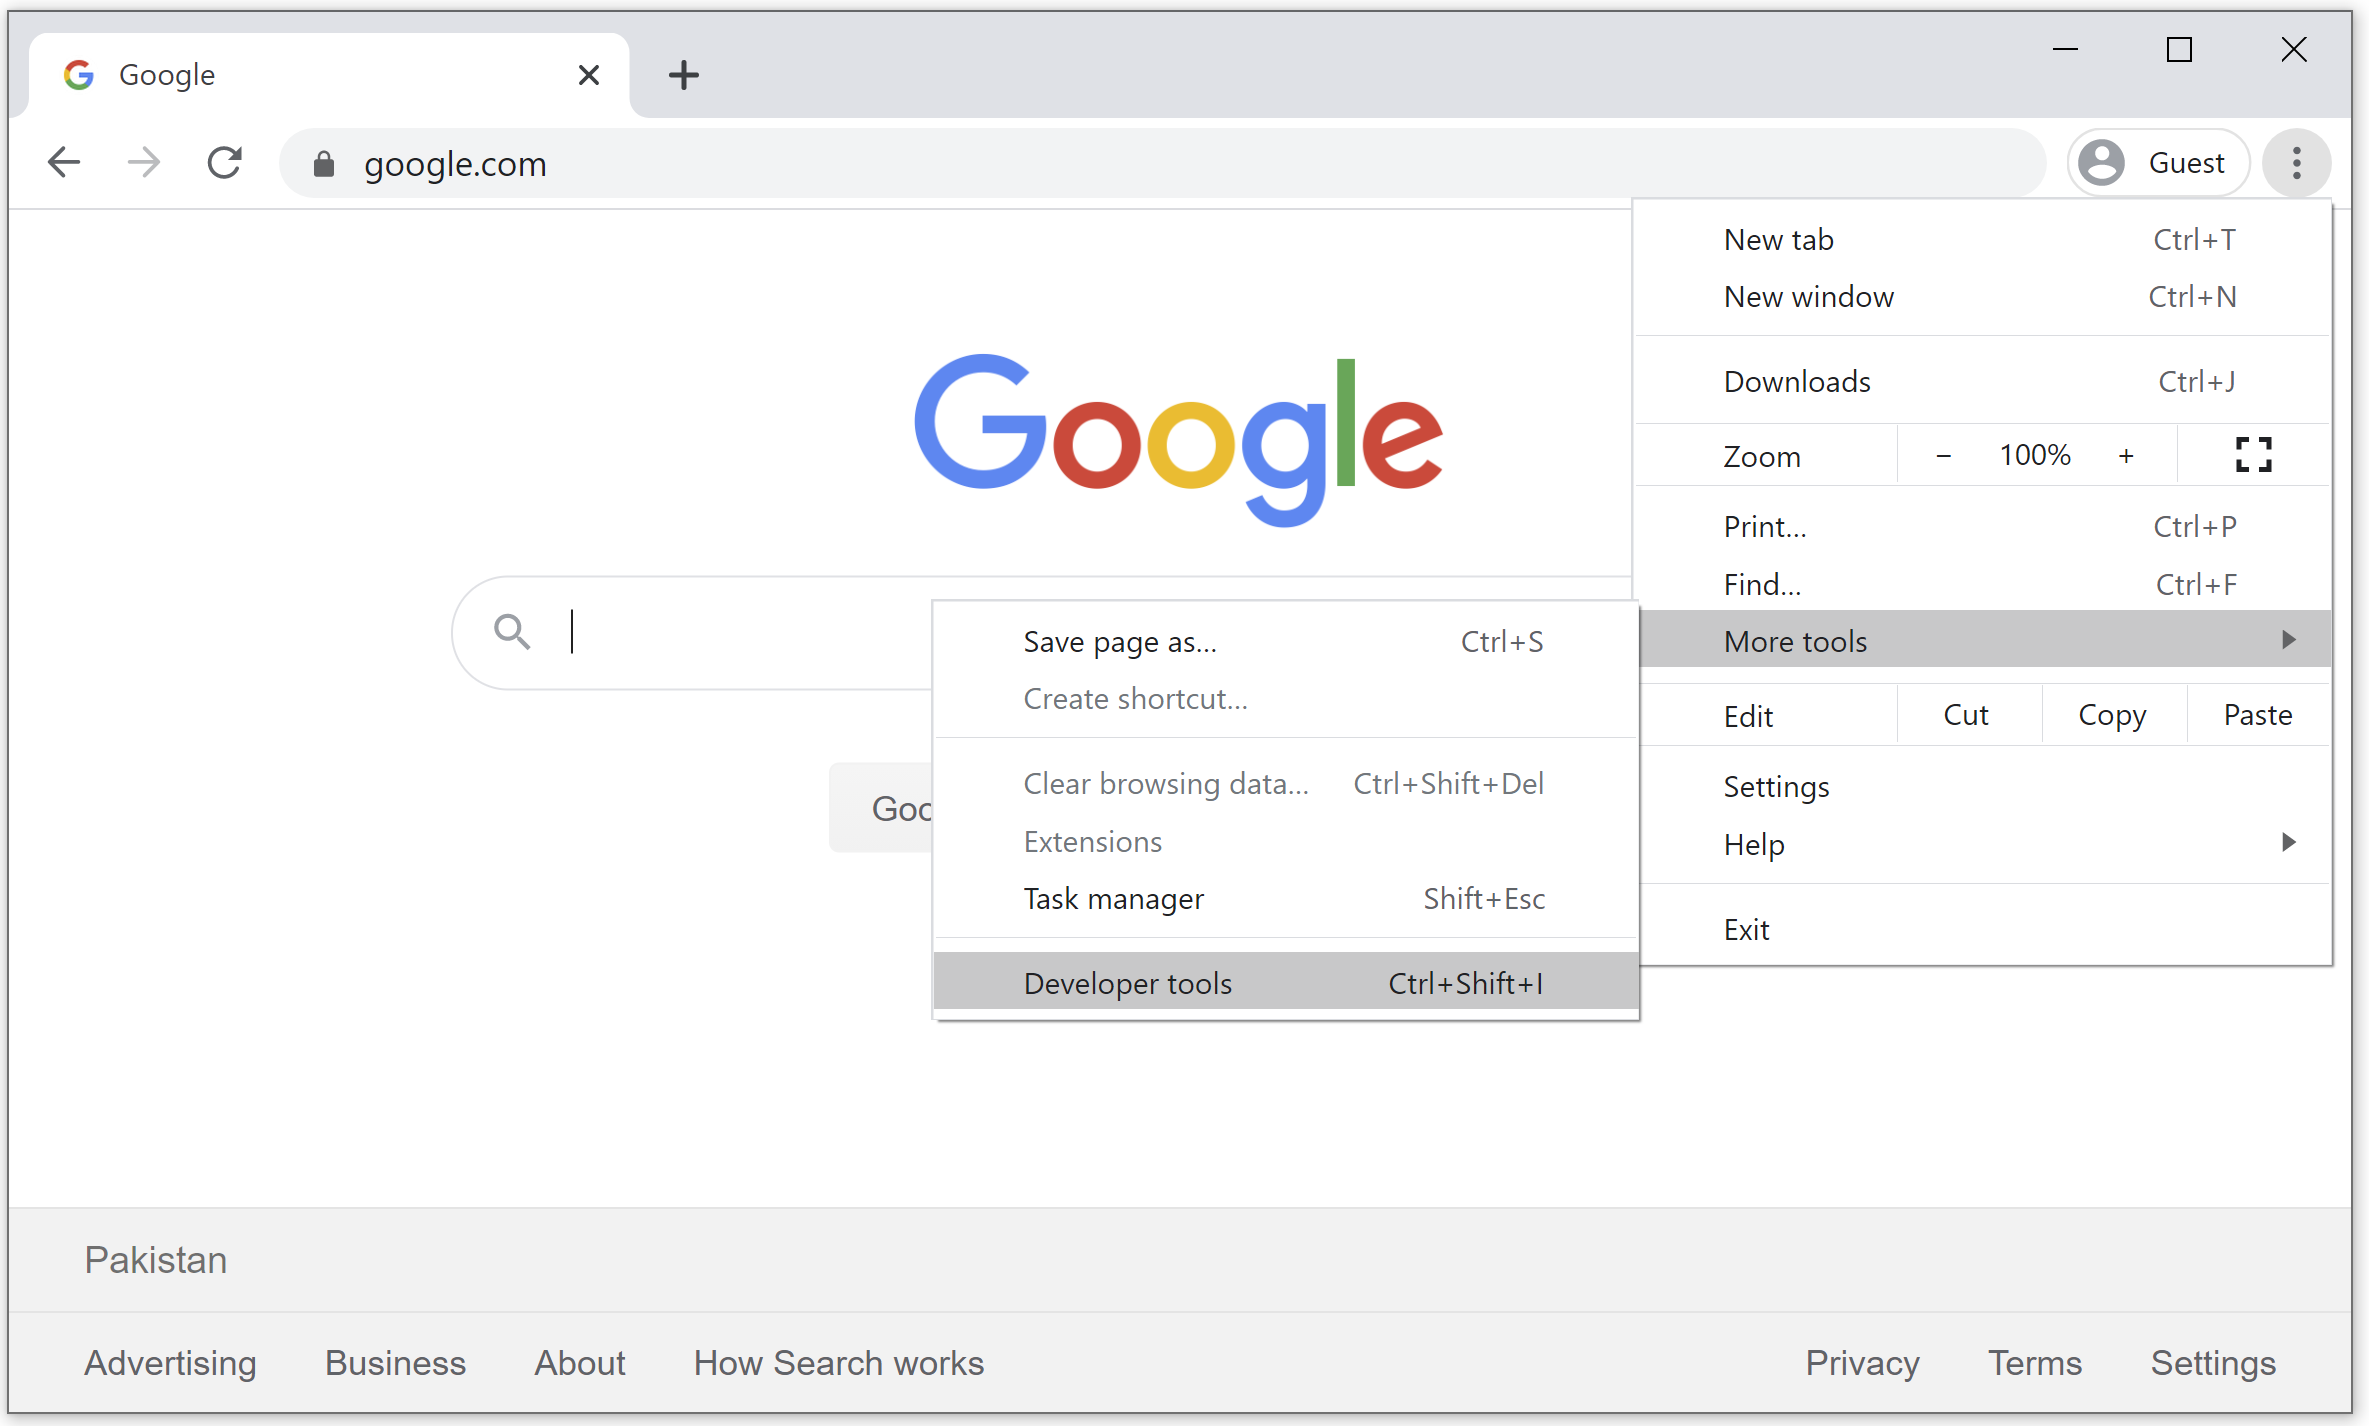 Google
google.com
Guest
New tab Ctrl+T
New window Ctrl+N
Downloads Ctrl+J
Google
Zoom − 100% +
Print... Ctrl+P
Find... Ctrl+F
More tools
Save page as... Ctrl+S
Create shortcut...
Edit Cut Copy Paste
Clear browsing data... Ctrl+Shift+Del
Settings
Extensions
Help
Goo
Task manager Shift+Esc
Exit
Developer tools Ctrl+Shift+I
Pakistan
Advertising Business About How Search works Privacy Terms Settings